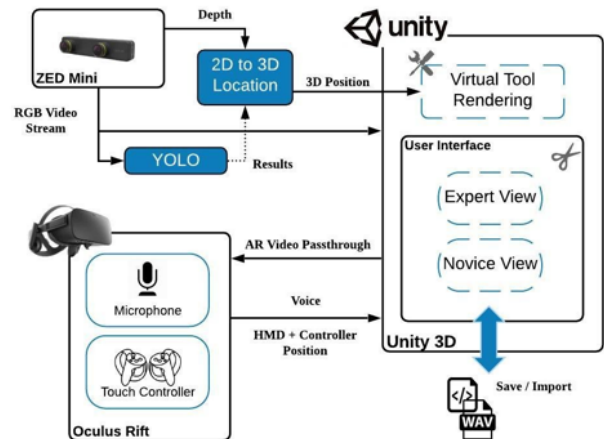 Depth
ZED Mini
2D to 3D
Location
3D Position
RGB Video
Stream
YOLO
Results
unity
Virtual Tool
Rendering
User Interface
Expert View
Novice View
Unity 3D
AR Video Passthrough
Voice
HMD + Controller
Position
Microphone
Touch Controller
Oculus Rift
Save / Import
</>
WAV